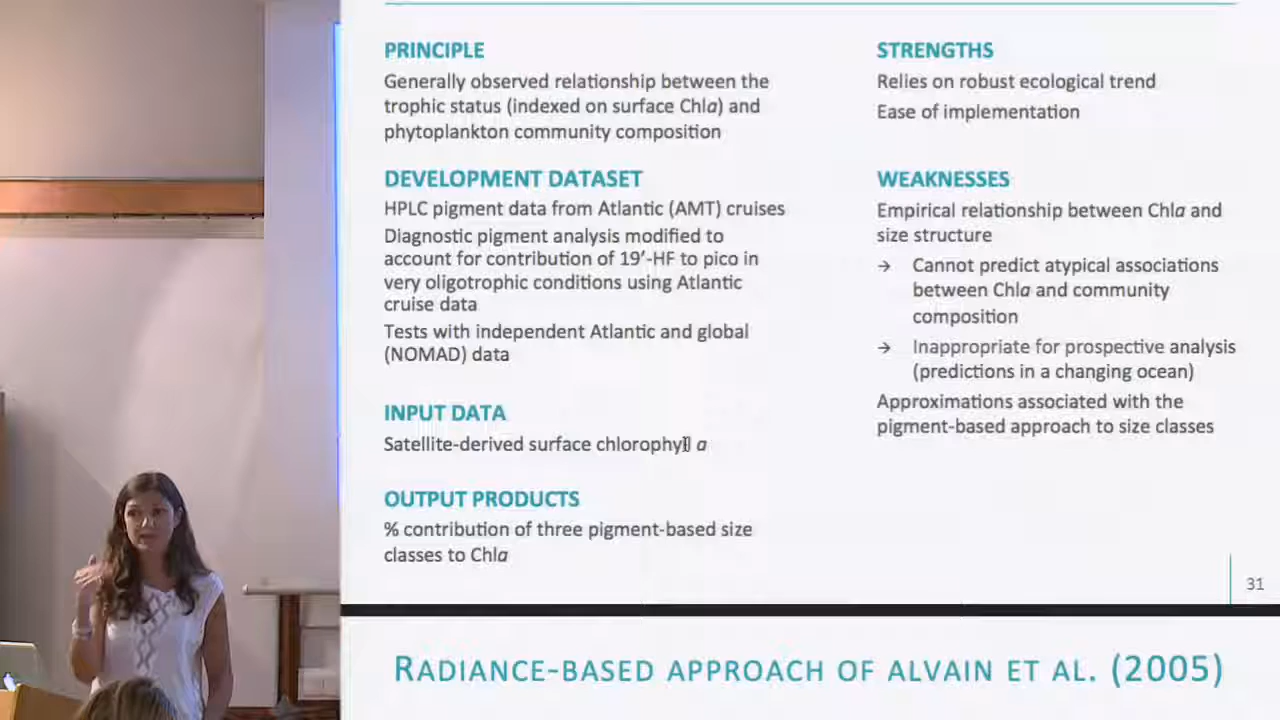 PRINCIPLE
Generally observed relationship between the
trophic status (indexed on surface Chla) and
phytoplankton community composition
DEVELOPMENT DATASET
HPLC pigment data from Atlantic (AMT) cruises
Diagnostic pigment analysis modified to
account for contribution of 19’-HF to pico in
very oligotrophic conditions using Atlantic
cruise data
Tests with independent Atlantic and global
(NOMAD) data
INPUT DATA
Satellite-derived surface chlorophyll a
OUTPUT PRODUCTS
% contribution of three pigment-based size
classes to Chla
STRENGTHS
Relies on robust ecological trend
Ease of implementation
WEAKNESSES
Empirical relationship between Chla and
size structure
→ Cannot predict atypical associations
between Chla and community
composition
→ Inappropriate for prospective analysis
(predictions in a changing ocean)
Approximations associated with the
pigment-based approach to size classes
31
RADIANCE-BASED APPROACH OF ALVAIN ET AL. (2005)